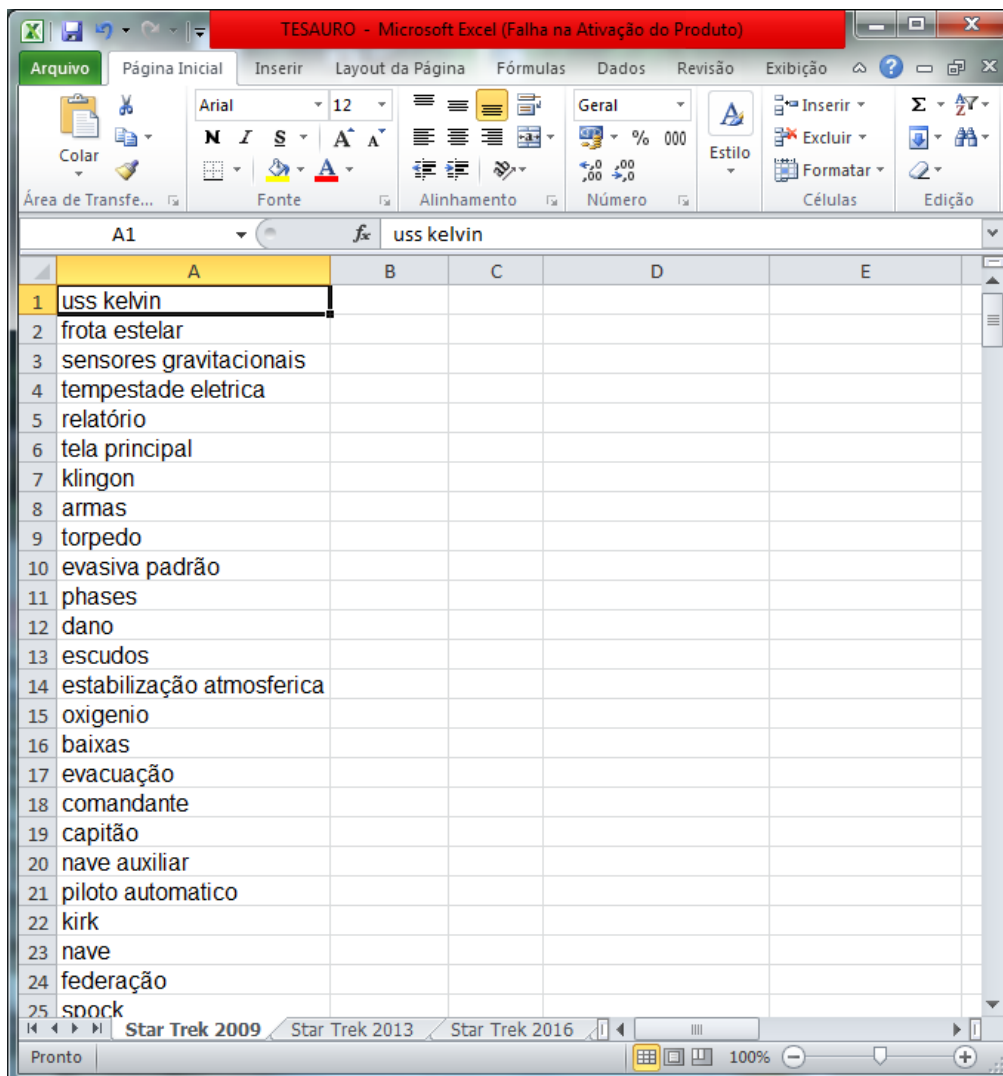 TESAURO - Microsoft Excel (Falha na Ativação do Produto)
Arquivo Página Inicial Inserir Layout da Página Fórmulas Dados Revisão Exibição
Colar
Arial 12
N I S A A
A
Geral
% 000
,0 ,00
,00 ,0
Estilo
Inserir
Excluir
Formatar
Σ
Área de Transfe... Fonte Alinhamento Número Células Edição
A1 fx uss kelvin
A B C D E
1 uss kelvin
2 frota estelar
3 sensores gravitacionais
4 tempestade eletrica
5 relatório
6 tela principal
7 klingon
8 armas
9 torpedo
10 evasiva padrão
11 phases
12 dano
13 escudos
14 estabilização atmosferica
15 oxigenio
16 baixas
17 evacuação
18 comandante
19 capitão
20 nave auxiliar
21 piloto automatico
22 kirk
23 nave
24 federação
25 spock
Star Trek 2009 Star Trek 2013 Star Trek 2016
Pronto 100%